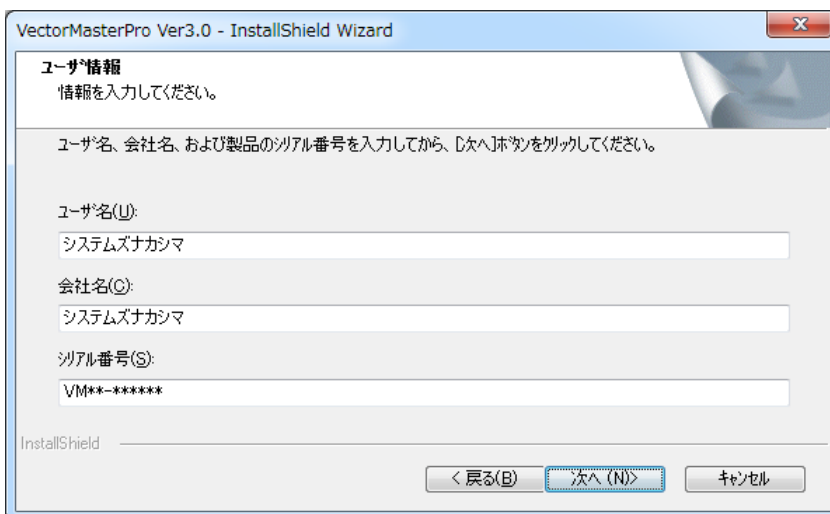 VectorMasterPro Ver3.0 - InstallShield Wizard
ユーザ情報
情報を入力してください。
ユーザ名、会社名、および製品のシリアル番号を入力してから、[次へ]ボタンをクリックしてください。
ユーザ名(U):
システムズナカシマ
会社名(C):
システムズナカシマ
シリアル番号(S):
VM**-******
InstallShield
< 戻る(B) 次へ (N)> キャンセル